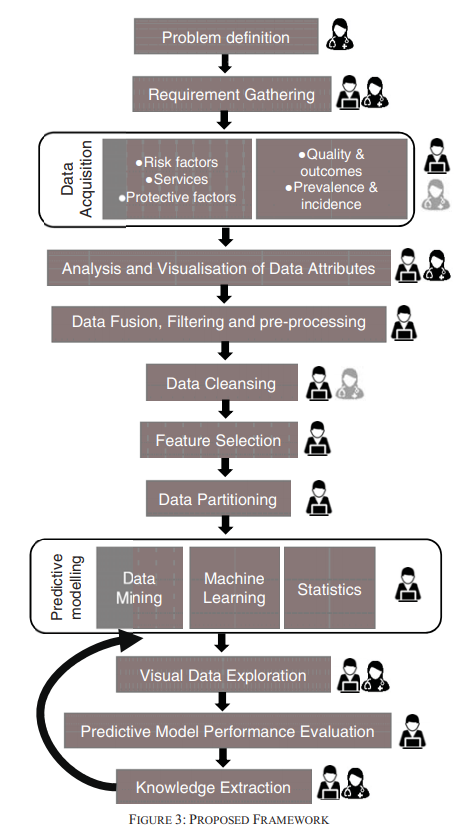 Problem definition
Requirement Gathering
Data
Acquisition
●Risk factors
●Services
●Protective factors
●Quality &
outcomes
●Prevalence &
incidence
Analysis and Visualisation of Data Attributes
Data Fusion, Filtering and pre-processing
Data Cleansing
Feature Selection
Data Partitioning
Predictive
modelling
Data
Mining
Machine
Learning
Statistics
Visual Data Exploration
Predictive Model Performance Evaluation
Knowledge Extraction
FIGURE 3: PROPOSED FRAMEWORK